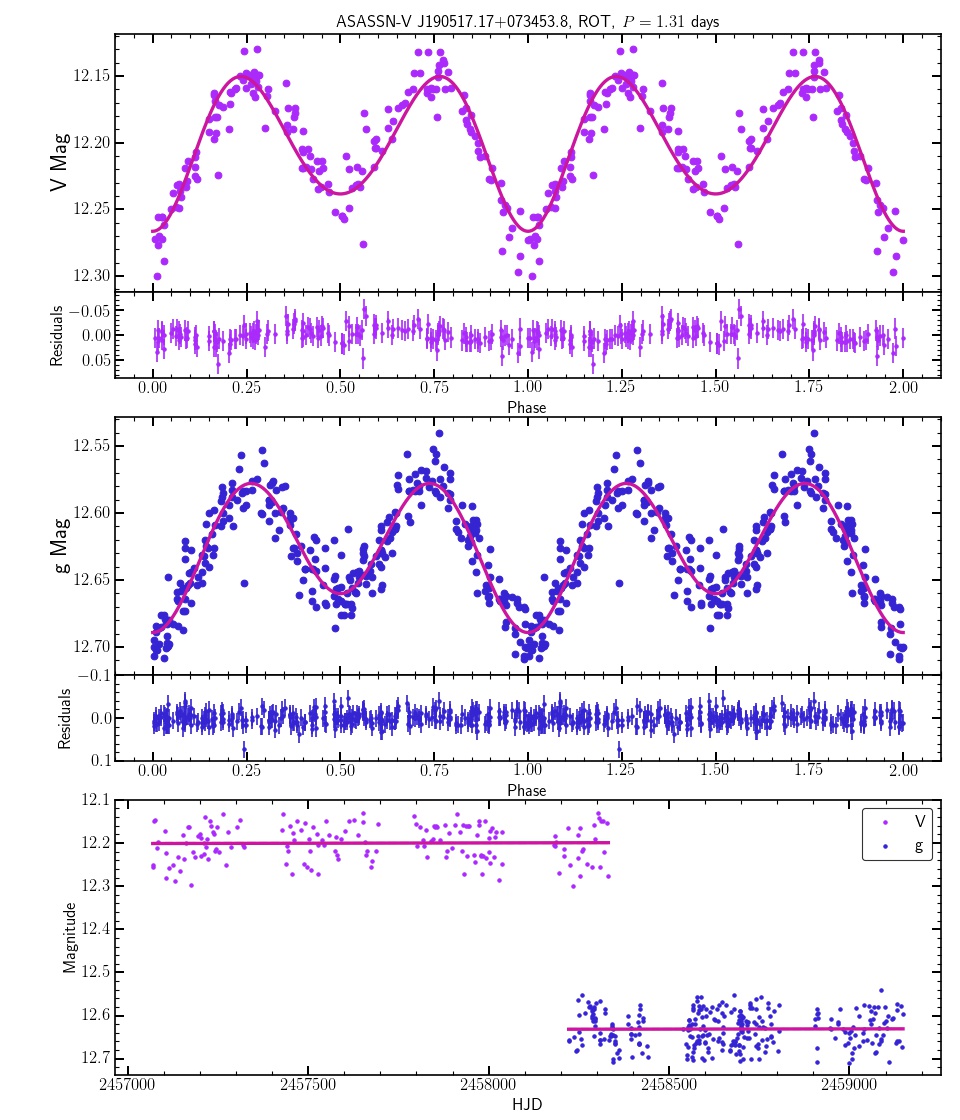 ASASSN-V J190517.17+073453.8, ROT, P = 1.31 days
V Mag
12.15
12.20
12.25
12.30
Residuals
−0.05
0.00
0.05
0.00 0.25 0.50 0.75 1.00 1.25 1.50 1.75 2.00
Phase
g Mag
12.55
12.60
12.65
12.70
Residuals
−0.1
0.0
0.1
0.00 0.25 0.50 0.75 1.00 1.25 1.50 1.75 2.00
Phase
Magnitude
12.1
12.2
12.3
12.4
12.5
12.6
12.7
V
g
2457000 2457500 2458000 2458500 2459000
HJD